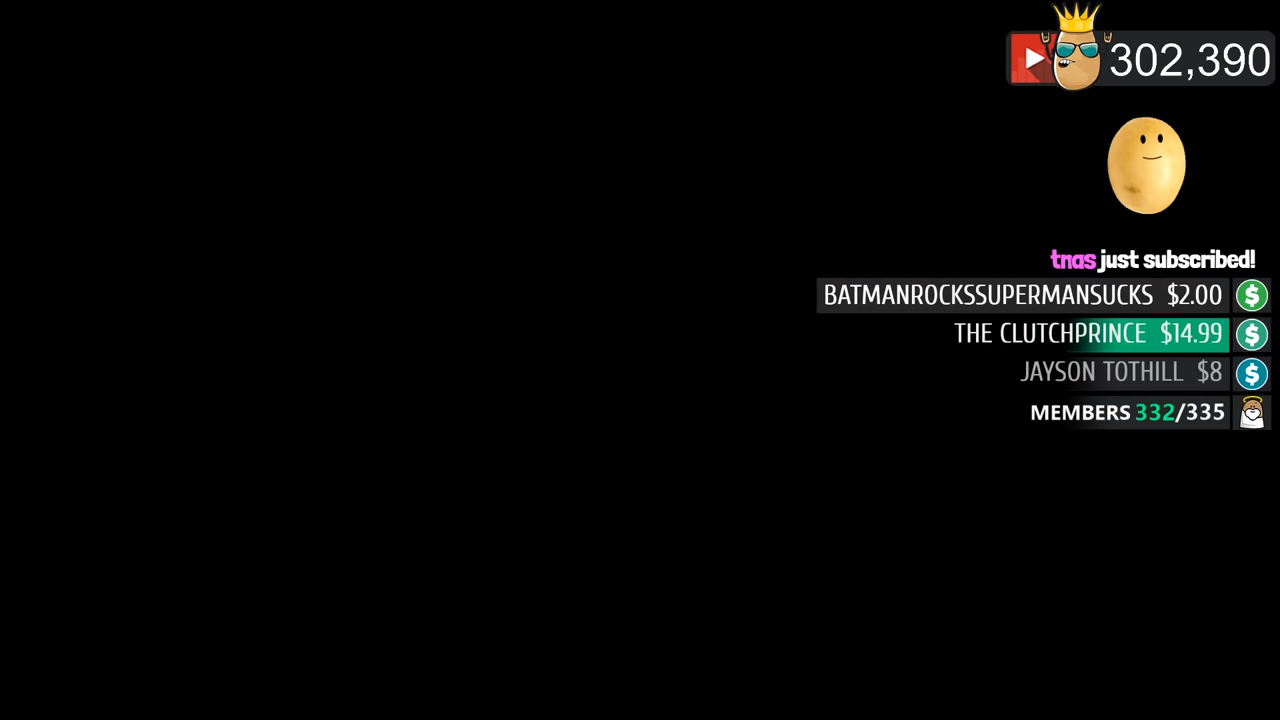 302,390
tnas just subscribed!
BATMANROCKSSUPERMANSUCKS $2.00
THE CLUTCHPRINCE $14.99
JAYSON TOTHILL $8
MEMBERS 332/335